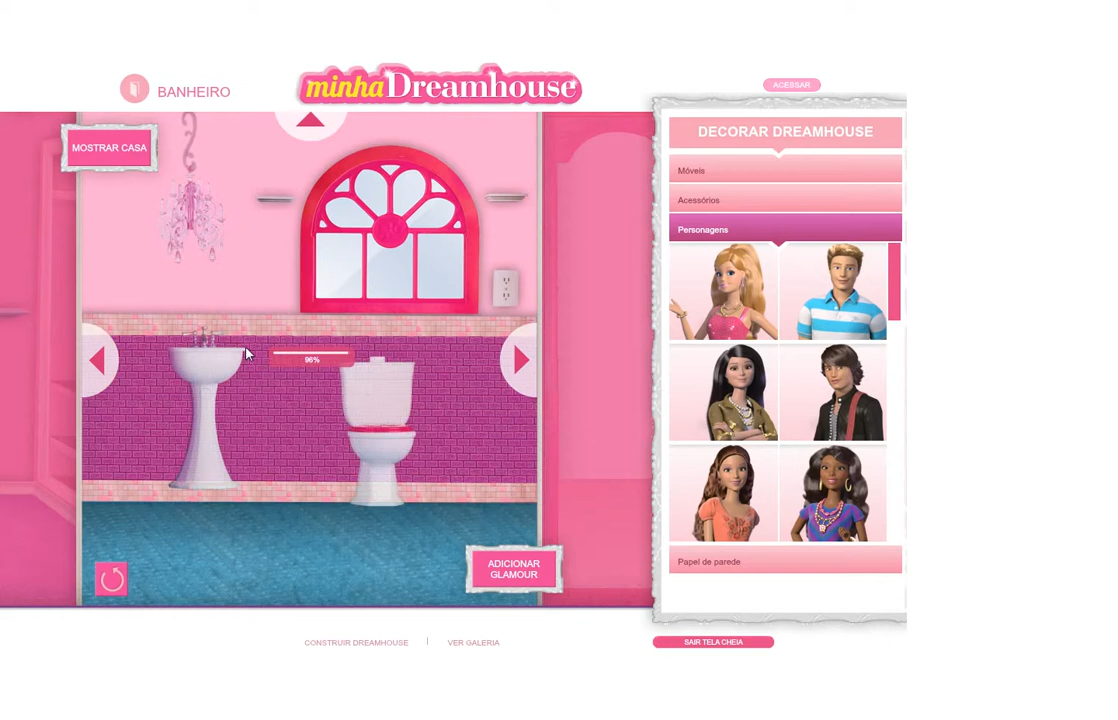 BANHEIRO
minha Dreamhouse
ACESSAR
MOSTRAR CASA
DECORAR DREAMHOUSE
Móveis
Acessórios
Personagens
96%
Papel de parede
ADICIONAR
GLAMOUR
CONSTRUIR DREAMHOUSE
VER GALERIA
SAIR TELA CHEIA